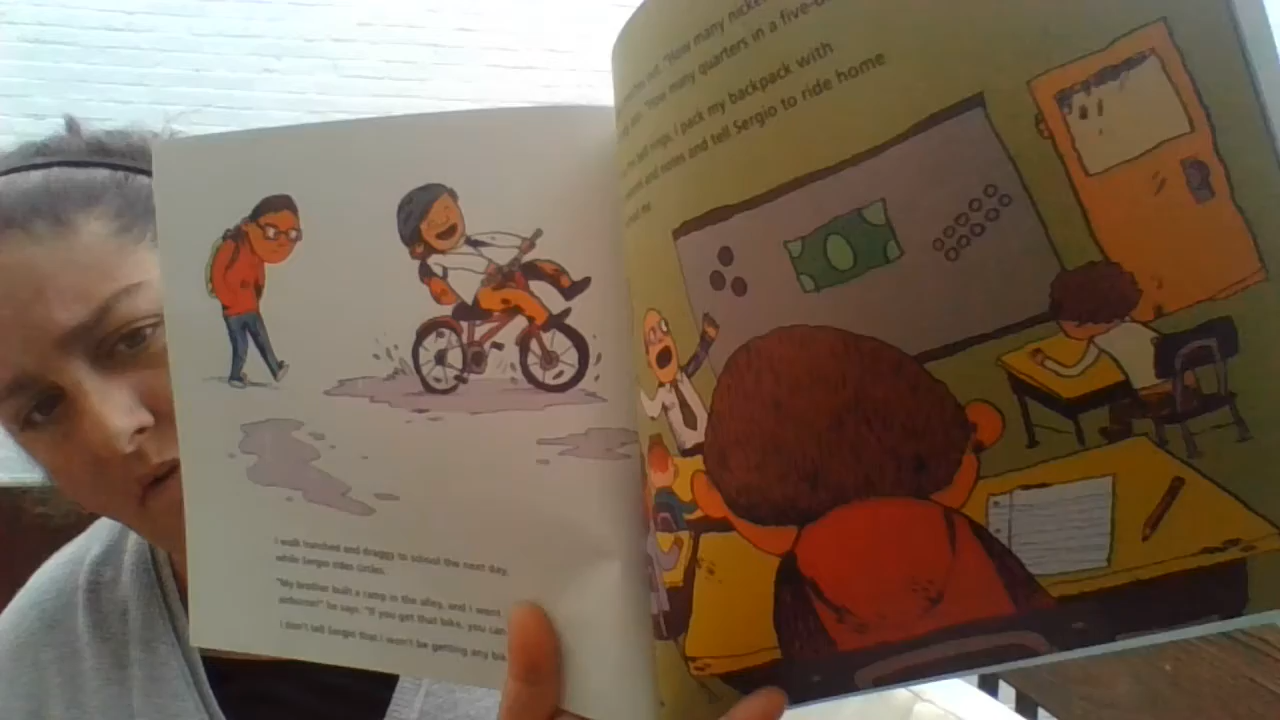 I walk hunched and draggy to school the next day,
while Sergio rides circles.
"My brother built a ramp in the alley, and I went
airborne!" he says. "If you get that bike, you can
I don't tell Sergio that I won't be getting any
"How many nickels
"How many quarters in a five-
bell rings, I pack my backpack with
and notes and tell Sergio to ride home
me.